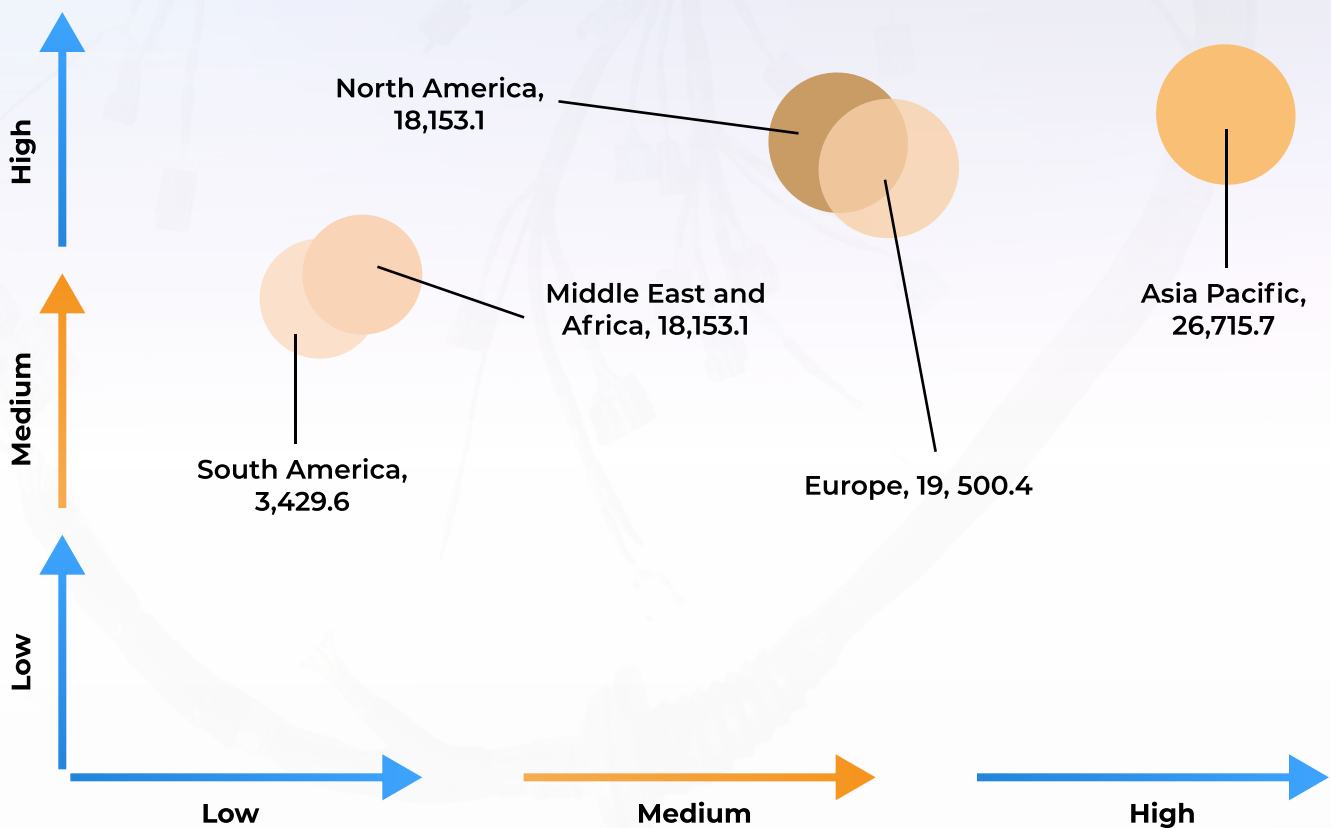 High
Medium
Low
North America,
18,153.1
Middle East and
Africa, 18,153.1
South America,
3,429.6
Europe, 19, 500.4
Asia Pacific,
26,715.7
Low
Medium
High